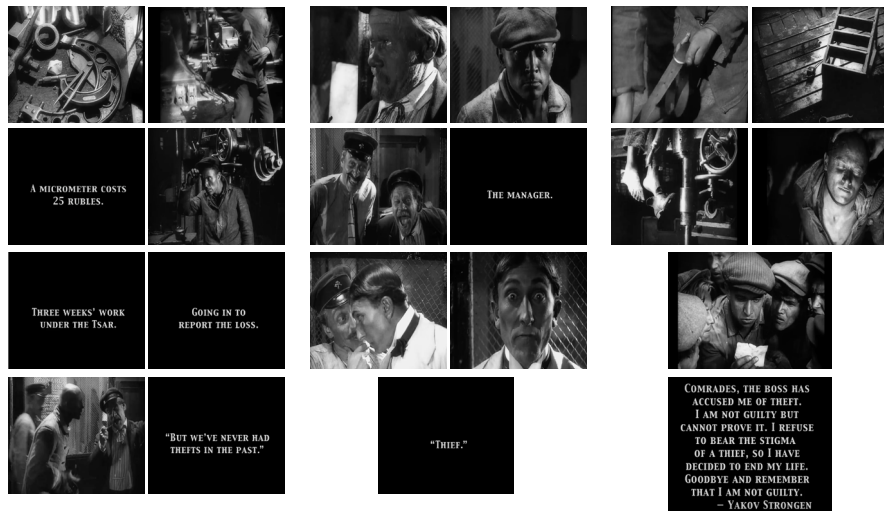 A micrometer costs
25 rubles.
Three weeks' work
under the Tsar.
Going in to
report the loss.
"But we've never had
thefts in the past."
The manager.
"Thief."
Comrades, the boss has
accused me of theft.
I am not guilty but
cannot prove it. I refuse
to bear the stigma
of a thief, so I have
decided to end my life.
Goodbye and remember
that I am not guilty.
– Yakov Strongen